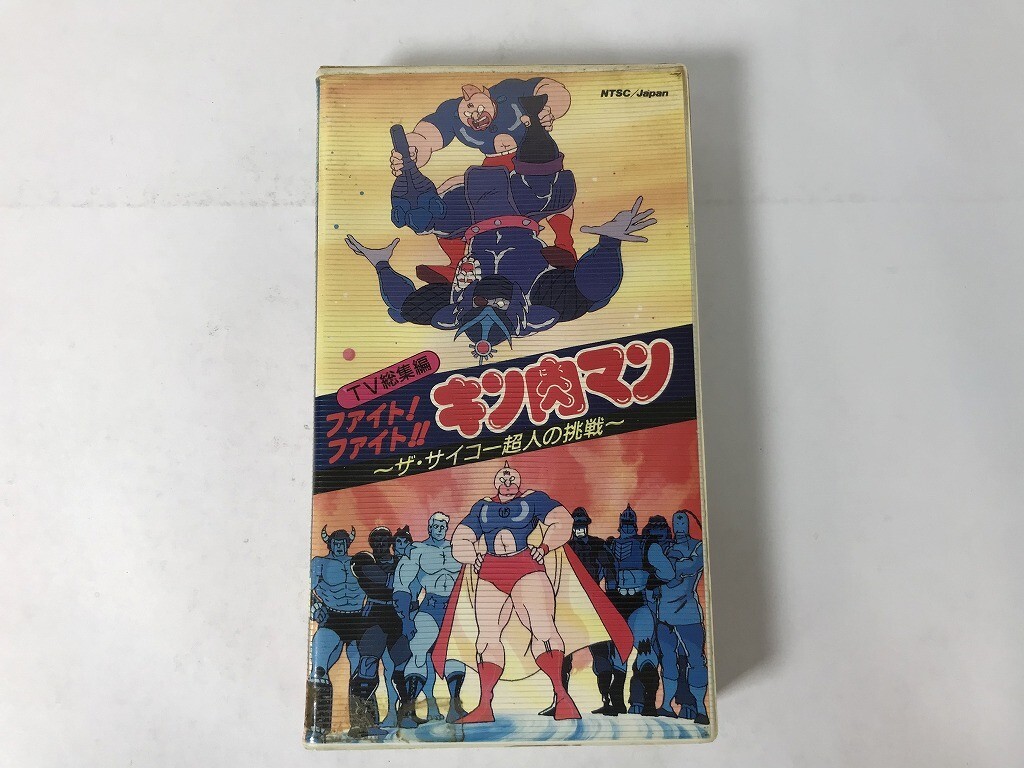 NTSC/Japan
TV総集編
ファイト!
ファイト!!
キン肉マン
～ザ・サイコー超人の挑戦～
肉